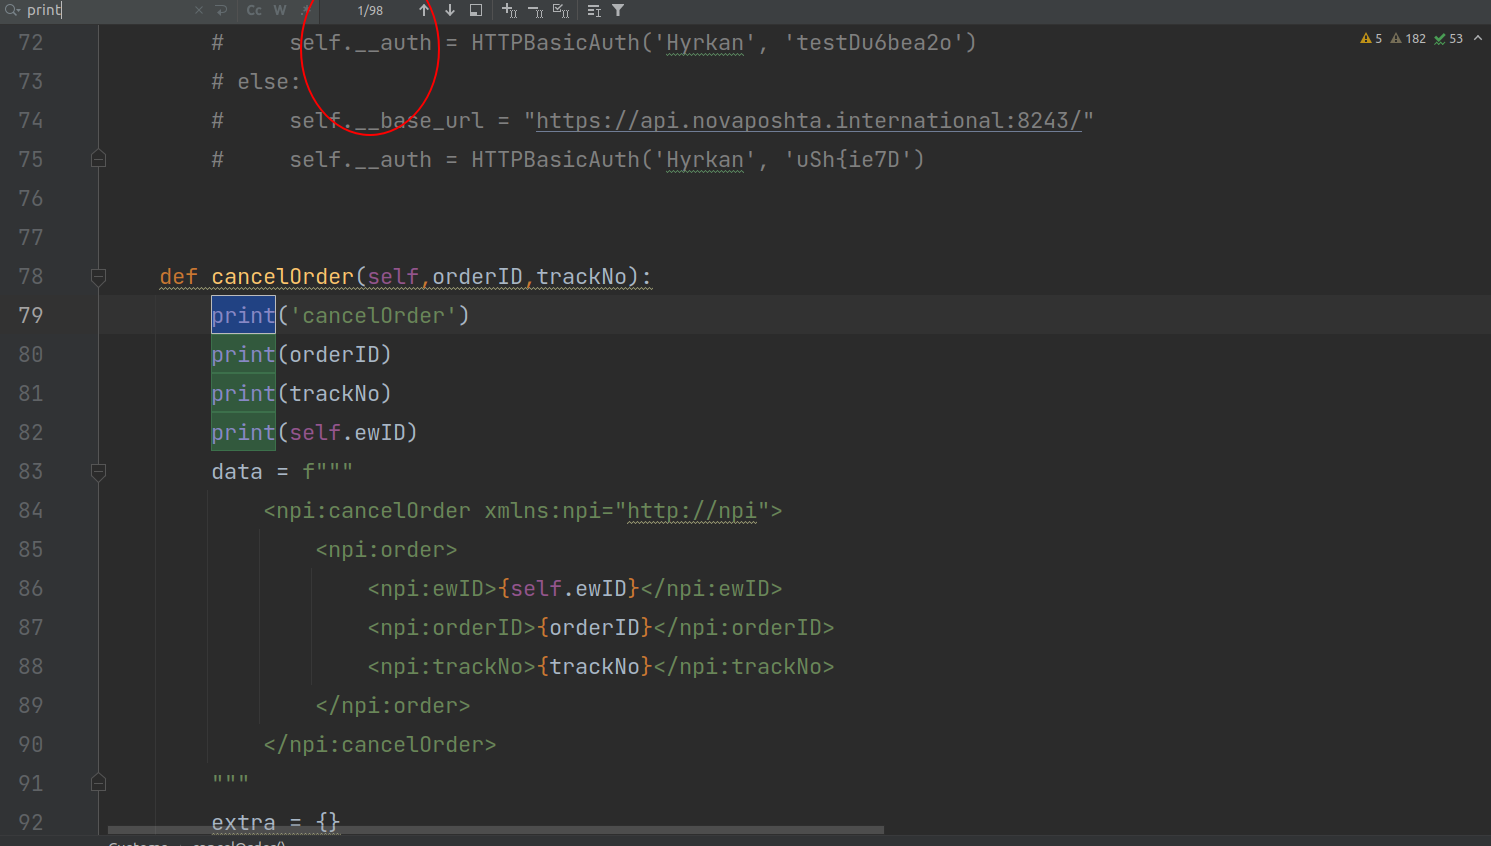 print Cc W .* 1/98
72 #     self.__auth = HTTPBasicAuth('Hyrkan', 'testDu6bea2o') 5 182 53
73 # else:
74 #     self.__base_url = "https://api.novaposhta.international:8243/"
75 #     self.__auth = HTTPBasicAuth('Hyrkan', 'uSh{ie7D')
76
77
78 def cancelOrder(self,orderID,trackNo):
79     print('cancelOrder')
80     print(orderID)
81     print(trackNo)
82     print(self.ewID)
83     data = f"""
84         <npi:cancelOrder xmlns:npi="http://npi">
85             <npi:order>
86                 <npi:ewID>{self.ewID}</npi:ewID>
87                 <npi:orderID>{orderID}</npi:orderID>
88                 <npi:trackNo>{trackNo}</npi:trackNo>
89             </npi:order>
90         </npi:cancelOrder>
91     """
92     extra = {}
cancelOrder()